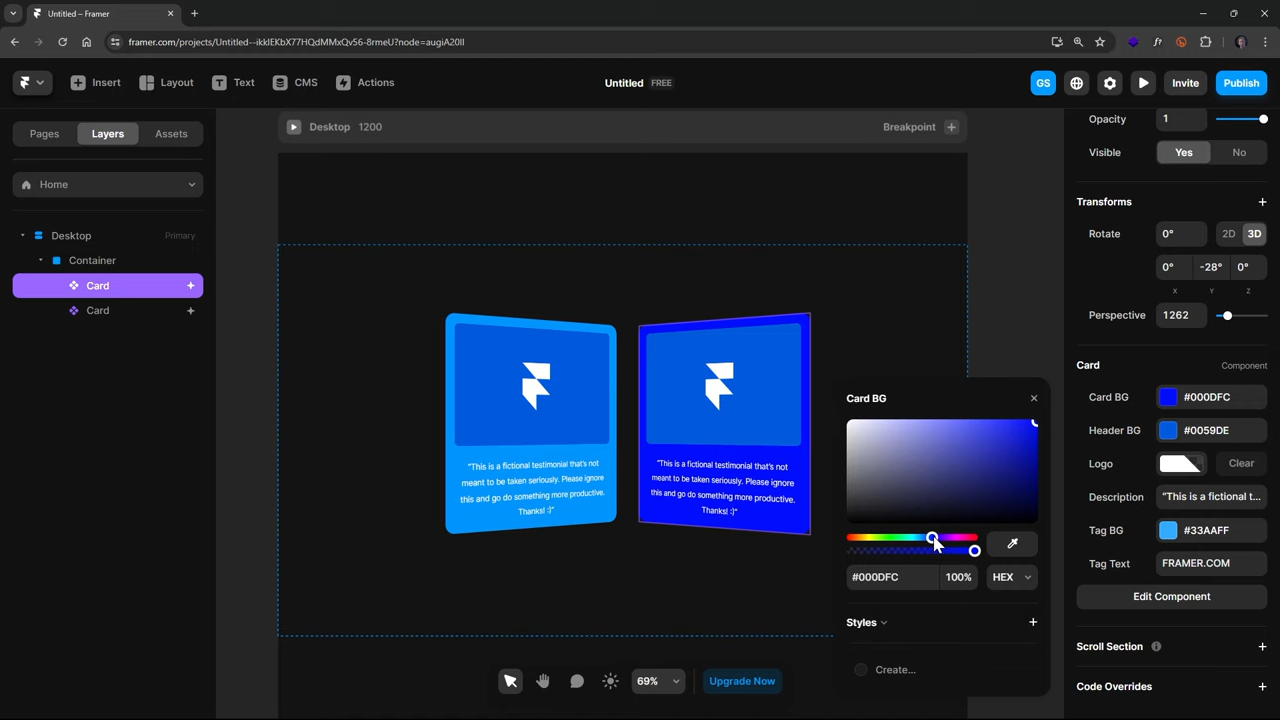 Untitled – Framer
framer.com/projects/Untitled--ikklEKbX77HQdMMxQv56-8rmeU?node=augiA20lI
Insert Layout Text CMS Actions
Untitled FREE
GS Invite Publish
Pages Layers Assets
Home
Desktop Primary
Container
Card
Card
Desktop 1200 Breakpoint
"This is a fictional testimonial that's not
meant to be taken seriously. Please ignore
this and go do something more productive.
Thanks! :)"
"This is a fictional testimonial that's not
meant to be taken seriously. Please ignore
this and go do something more productive.
Thanks! :)"
69% Upgrade Now
Card BG
#000DFC 100% HEX
Styles
Create...
Opacity 1
Visible Yes No
Transforms
Rotate 0° 2D 3D
0° -28° 0°
X Y Z
Perspective 1262
Card Component
Card BG #000DFC
Header BG #0059DE
Logo Clear
Description "This is a fictional t...
Tag BG #33AAFF
Tag Text FRAMER.COM
Edit Component
Scroll Section
Code Overrides